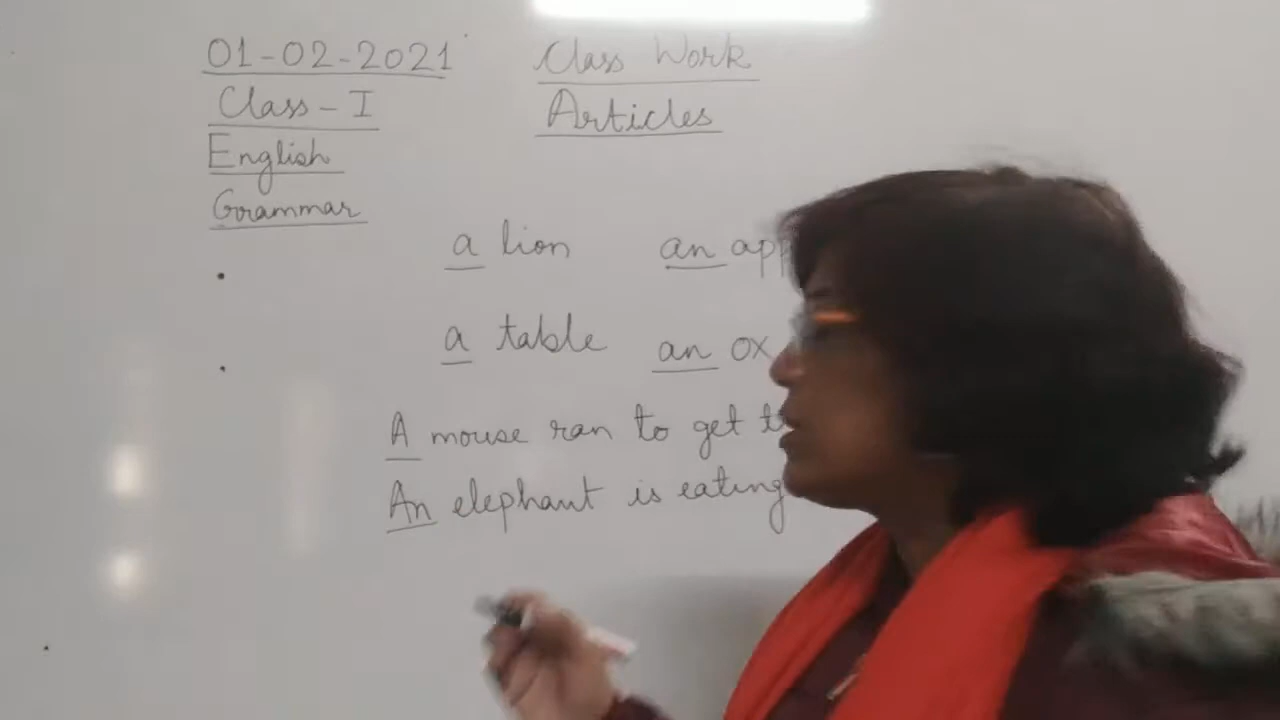 01-02-2021 Class Work
Class - I Articles
English
Grammar
a lion an app
a table an ox
A mouse ran to get t
An elephant is eating